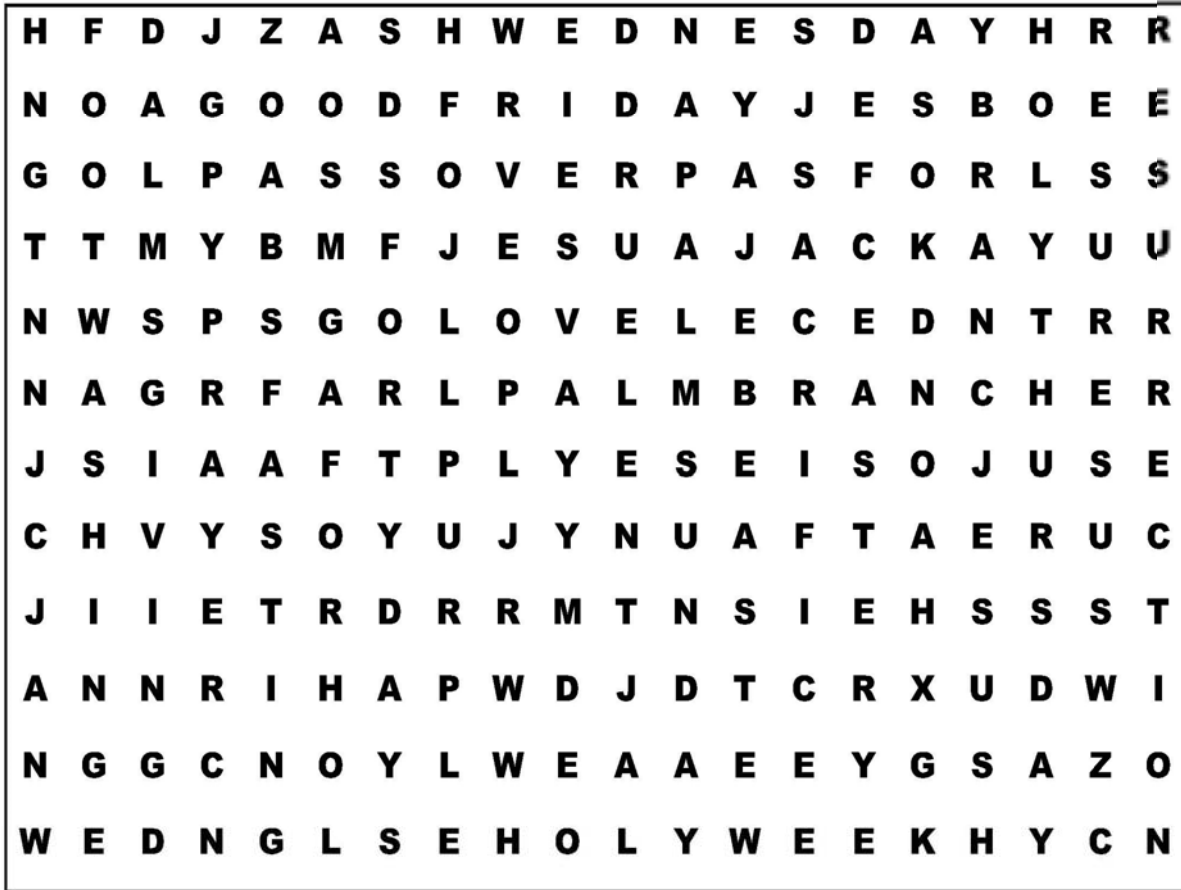 H F D J Z A S H W E D N E S D A Y H R R
N O A G O O D F R I D A Y J E S B O E E
G O L P A S S O V E R P A S F O R L S S
T T M Y B M F J E S U A J A C K A Y U U
N W S P S G O L O V E L E C E D N T R R
N A G R F A R L P A L M B R A N C H E R
J S I A A F T P L Y E S E I S O J U S E
C H V Y S O Y U J Y N U A F T A E R U C
J I I E T R D R R M T N S I E H S S S T
A N N R I H A P W D J D T C R X U D W I
N G G C N O Y L W E A A E E Y G S A Z O
W E D N G L S E H O L Y W E E K H Y C N